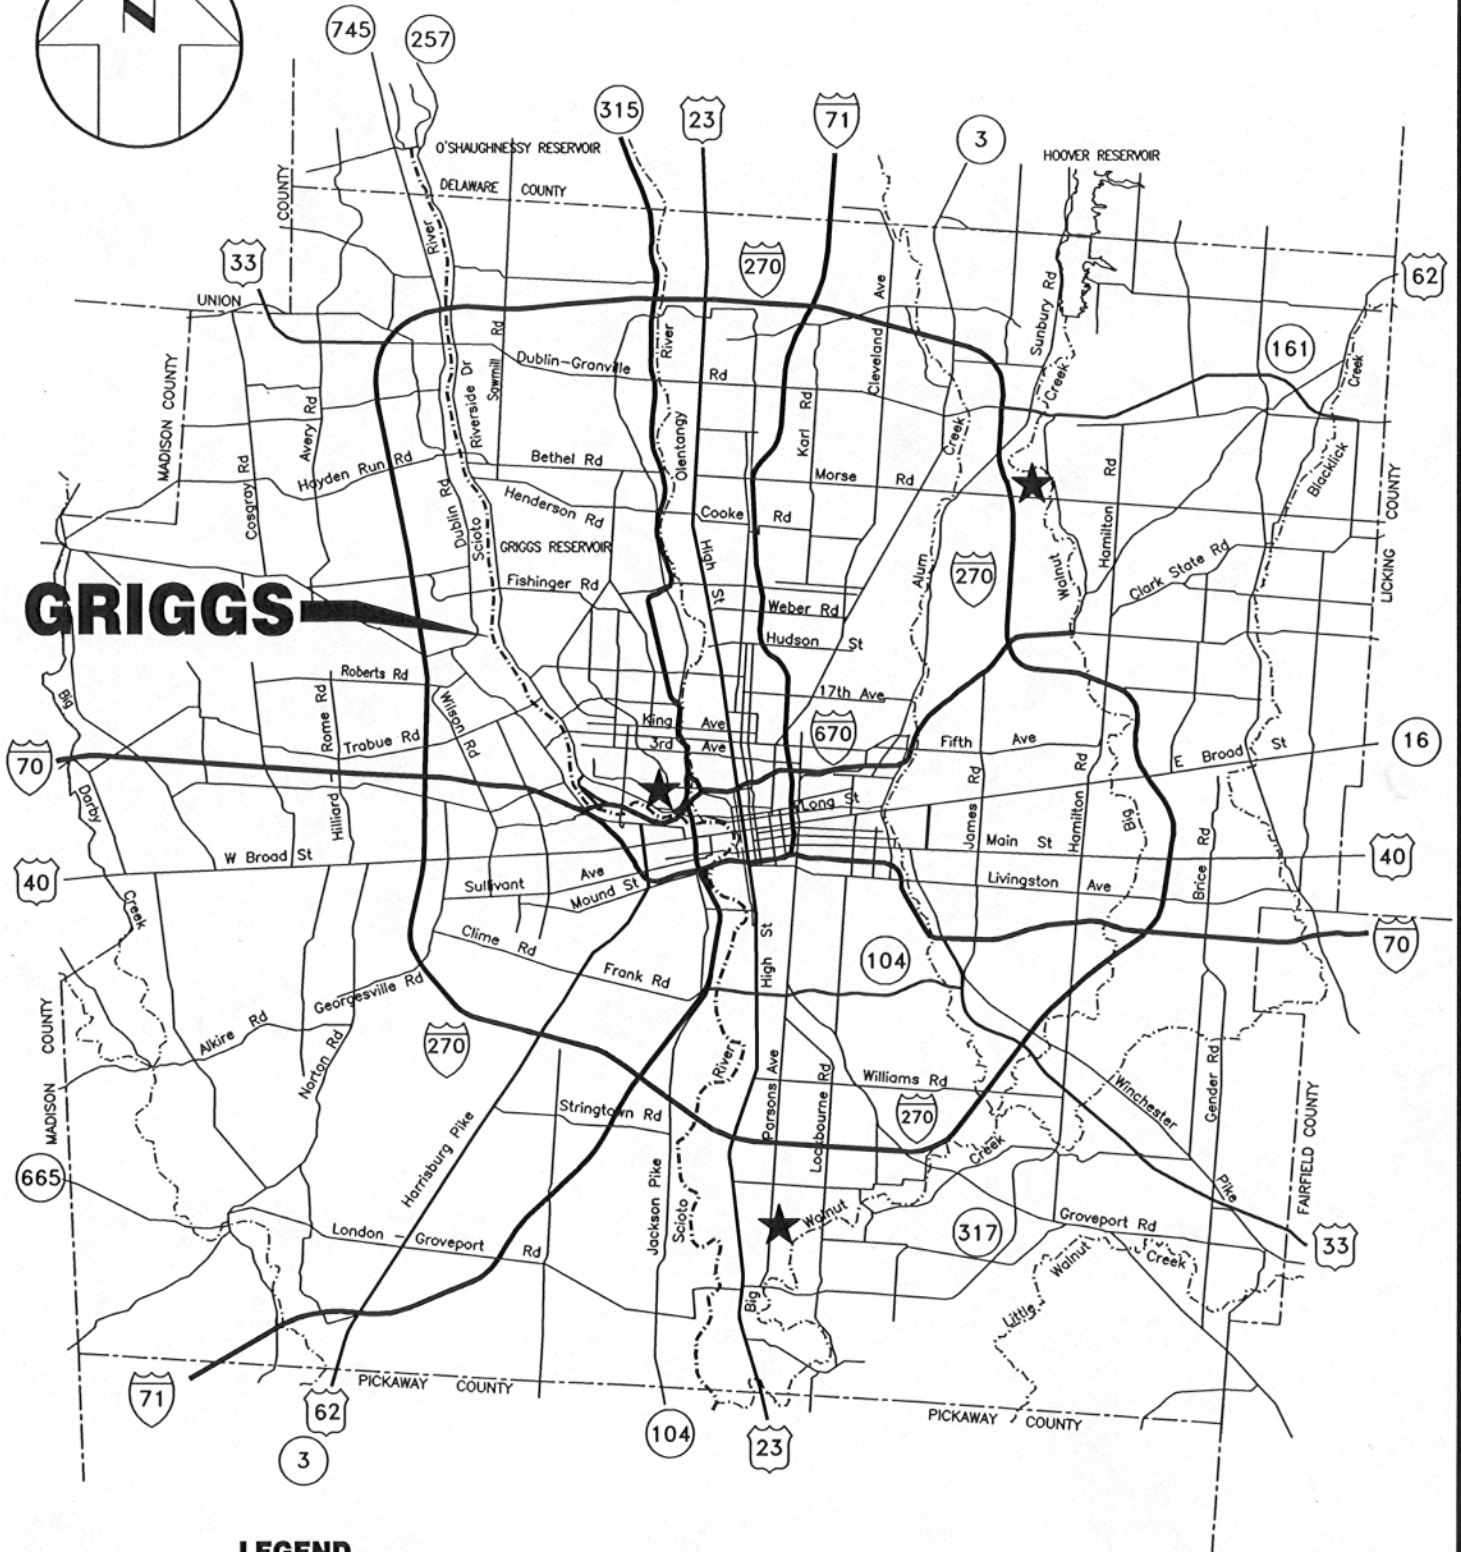 N
745
257
315
23
71
3
O'SHAUGHNESSY RESERVOIR
HOOVER RESERVOIR
DELAWARE COUNTY
COUNTY
River
33
270
62
UNION
Ave
Sunbury Rd
161
MADISON COUNTY
Rd
Sawmill
River
Dublin-Granville Rd
Cleveland
Creek
Creek
Riverside Dr
Avery Rd
Karl Rd
Olentangy
Creek
Hayden Run Rd
Bethel Rd
Morse Rd
Rd
Blacklick
Cosgray Rd
Dublin Rd
Henderson Rd
Cooke Rd
Hamilton
LICKING COUNTY
Scioto
GRIGGS RESERVOIR
High St
Alum
270
Walnut
Clark State Rd
GRIGGS
Fishinger Rd
Weber Rd
Hudson St
Roberts Rd
Big
Rome Rd
Wilson Rd
17th Ave
King Ave
670
3rd Ave
Fifth Ave
16
70
Trabue Rd
E Broad St
Rd
Rd
Darby
Hilliard
Long St
James
Hamilton
Big
Main St
40
W Broad St
Brice Rd
40
Sullivant Ave
Mound St
Livingston Ave
Creek
Clime Rd
High St
104
70
Frank Rd
Georgesville Rd
COUNTY
Alkire Rd
270
Norton Rd
River
Parsons Ave
Lockbourne Rd
Williams Rd
Gender Rd
MADISON
Stringtown Rd
270
Winchester
FAIRFIELD COUNTY
Harrisburg Pike
Creek
665
Jackson Pike
Scioto
Pike
Walnut
London - Groveport Rd
317
Groveport Rd
33
Walnut
Creek
Big
Little
71
62
PICKAWAY COUNTY
PICKAWAY COUNTY
3
104
23
LEGEND